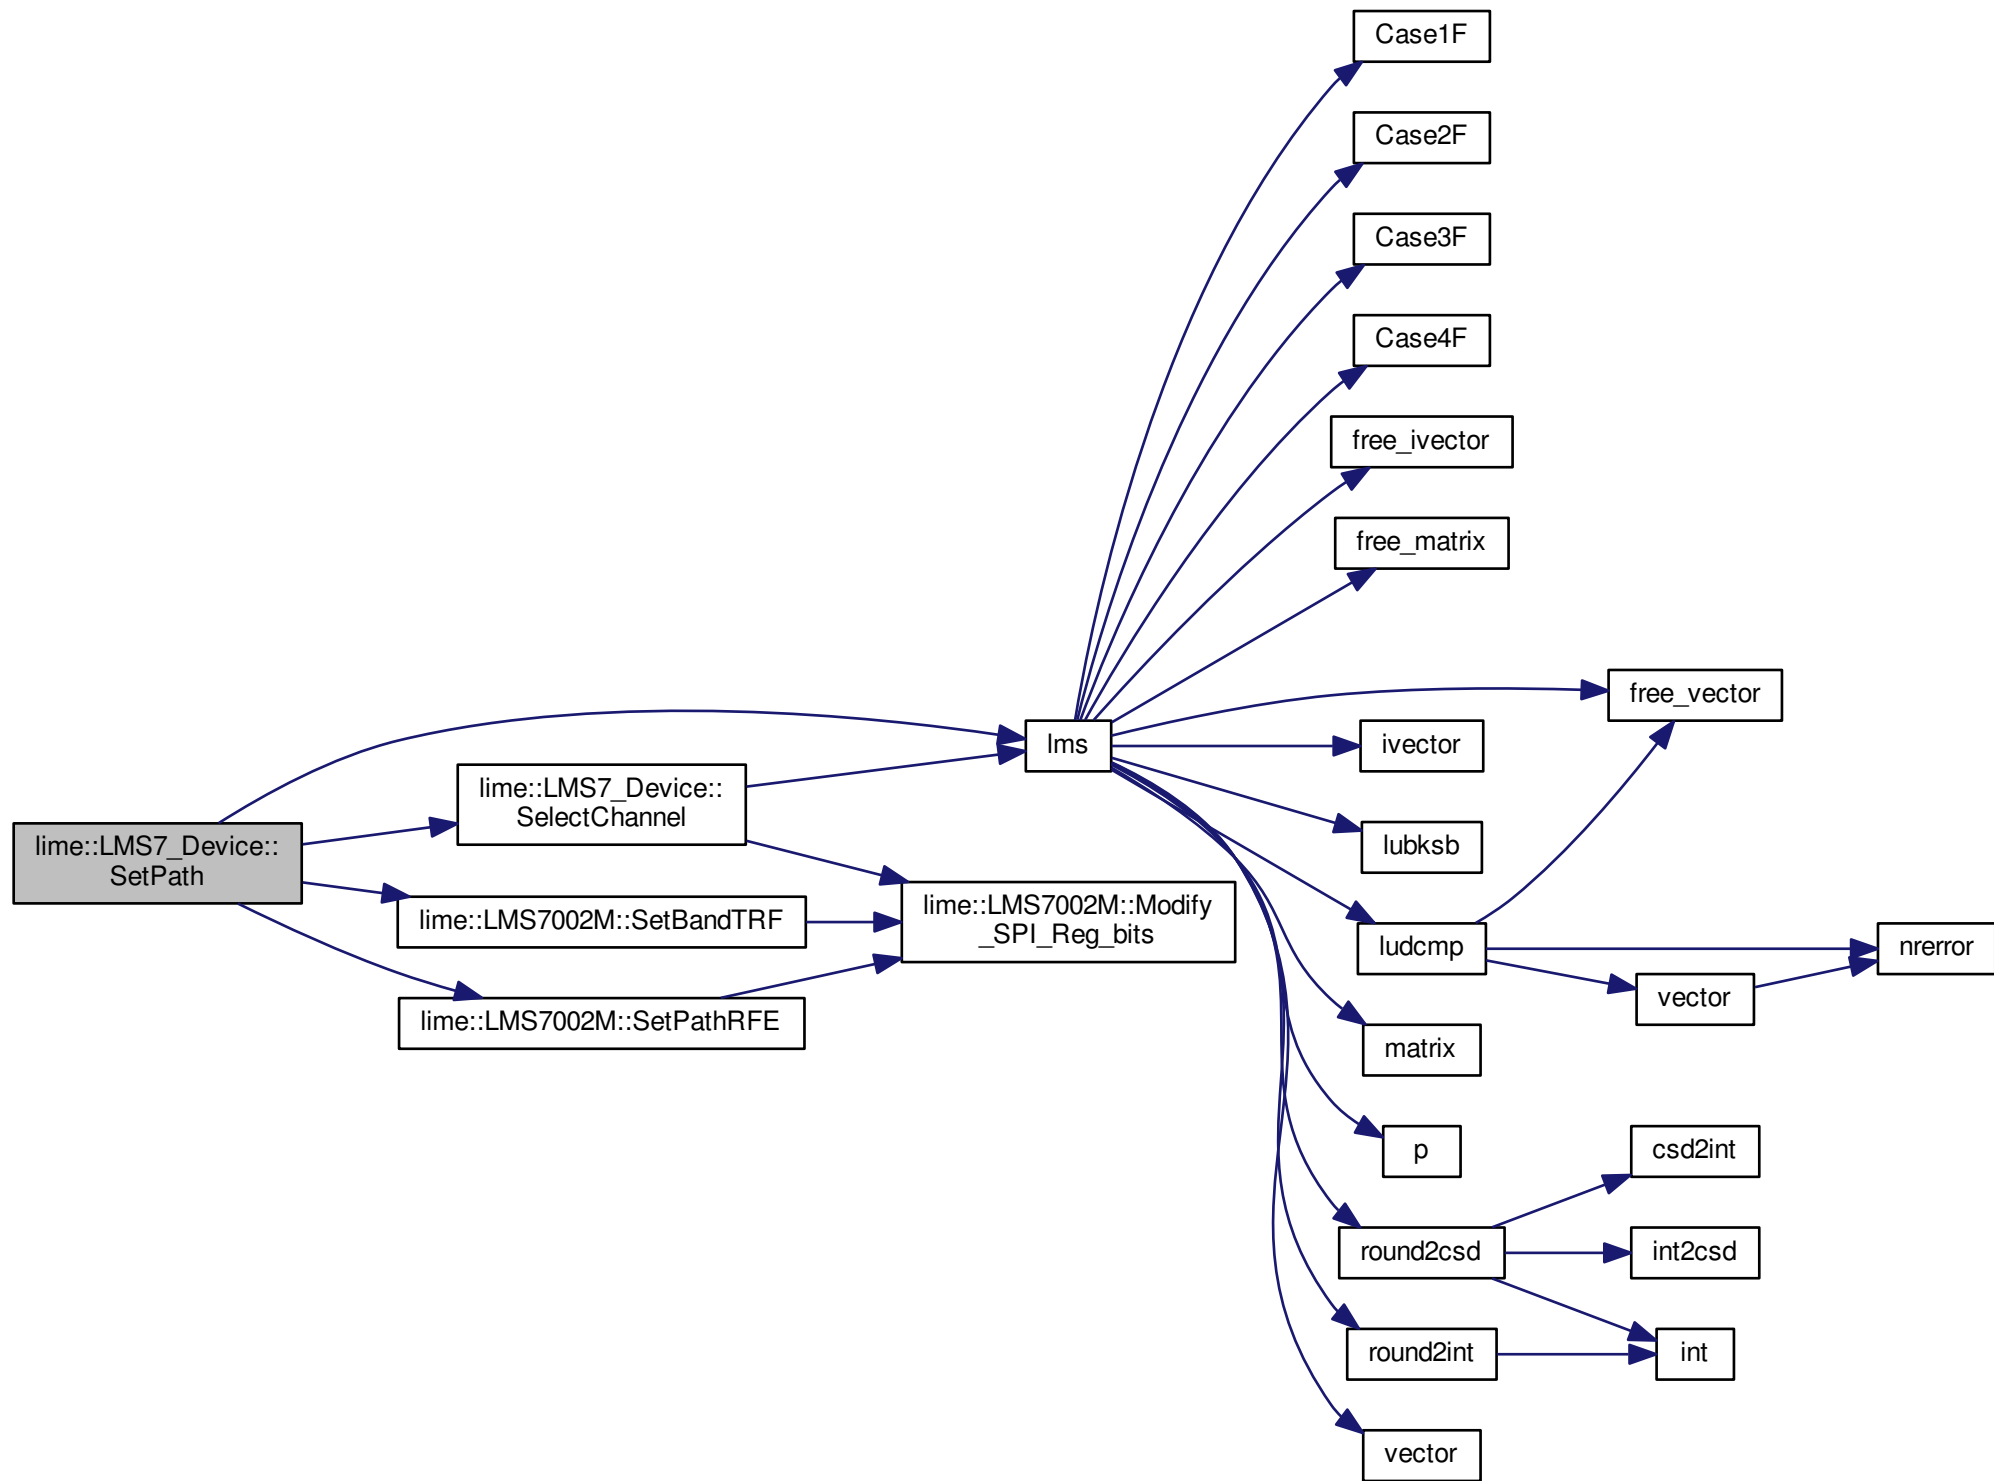 Case1F
Case2F
Case3F
Case4F
free_ivector
free_matrix
free_vector
lms
ivector
lime::LMS7_Device::
SelectChannel
lime::LMS7_Device::
SetPath
lubksb
lime::LMS7002M::SetBandTRF
lime::LMS7002M::Modify
_SPI_Reg_bits
ludcmp
nrerror
vector
lime::LMS7002M::SetPathRFE
matrix
p
csd2int
round2csd
int2csd
round2int
int
vector